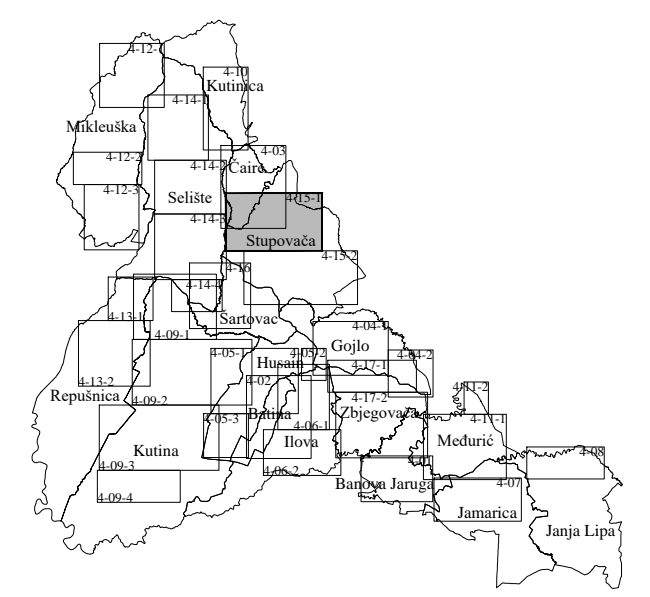 4-12-
4-10
Kutinica
4-14-1
Mikleuška
4-03
4-12-2
4-14-2
Čaire
4-12-3
Selište
4-15-1
4-14-3
Stupovača
4-15-2
4-16
4-14-4
4-13-1
Šartovac
4-04-1
4-09-1
Gojlo
4-05-1
4-05-2
4-04-2
Husain
4-17-1
4-13-2
4-02
4-11-2
Repušnica
4-09-2
4-17-2
Batina
Zbjegovača
4-05-3
4-11-1
4-06-1
Ilova
Međurić
Kutina
4-08
4-09-3
4-06-2
Banova Jaruga
4-07
4-09-4
Jamarica
Janja Lipa